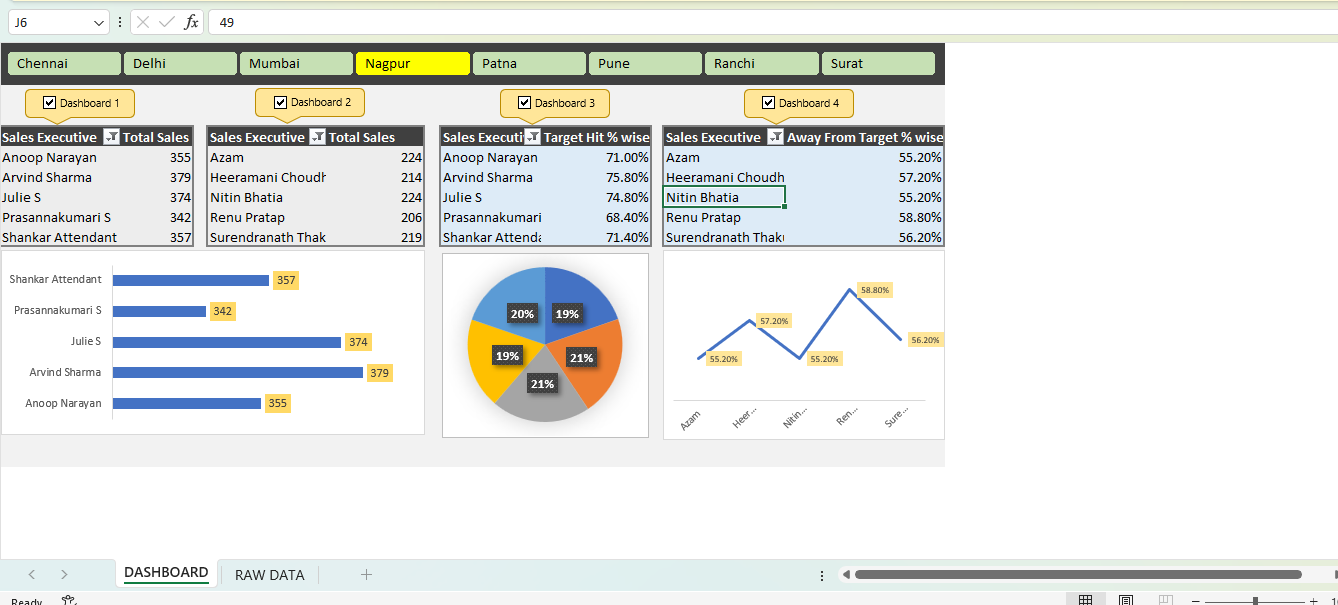 J6 fx 49
Chennai Delhi Mumbai Nagpur Patna Pune Ranchi Surat
Dashboard 1 Dashboard 2 Dashboard 3 Dashboard 4
Sales Executive Total Sales
Anoop Narayan 355
Arvind Sharma 379
Julie S 374
Prasannakumari S 342
Shankar Attendant 357
Sales Executive Total Sales
Azam 224
Heeramani Choudh 214
Nitin Bhatia 224
Renu Pratap 206
Surendranath Thak 219
Sales Executi Target Hit % wise
Anoop Narayan 71.00%
Arvind Sharma 75.80%
Julie S 74.80%
Prasannakumari 68.40%
Shankar Attenda 71.40%
Sales Executive Away From Target % wise
Azam 55.20%
Heeramani Choudh 57.20%
Nitin Bhatia 55.20%
Renu Pratap 58.80%
Surendranath Thak 56.20%
Shankar Attendant 357
Prasannakumari S 342
Julie S 374
Arvind Sharma 379
Anoop Narayan 355
20% 19%
19% 21%
21%
58.80%
57.20%
56.20%
55.20% 55.20%
Azam Heer... Nitin... Ren... Sure...
DASHBOARD RAW DATA
Ready